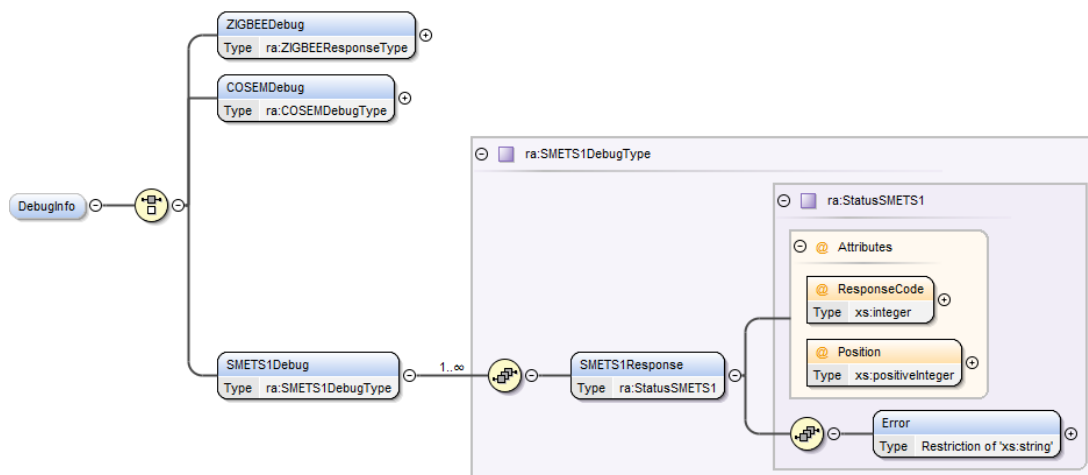 ZIGBEEDebug
Type ra:ZIGBEEResponseType
COSEMDebug
Type ra:COSEMDebugType
ra:SMETS1DebugType
DebugInfo
ra:StatusSMETS1
@ Attributes
@ ResponseCode
Type xs:integer
@ Position
Type xs:positiveInteger
SMETS1Debug
Type ra:SMETS1DebugType
1..∞
SMETS1Response
Type ra:StatusSMETS1
Error
Type Restriction of 'xs:string'